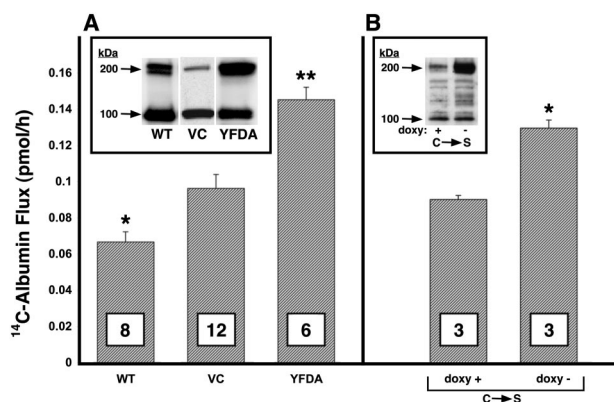 A
B
kDa
200
100
WT VC YFDA
kDa
200
100
doxy: + -
C→S
0.16
0.14
0.12
0.1
0.08
0.06
0.04
0.02
0
¹⁴C-Albumin Flux (pmol/h)
*
**
*
8
12
6
3
3
WT
VC
YFDA
doxy +
doxy -
C→S